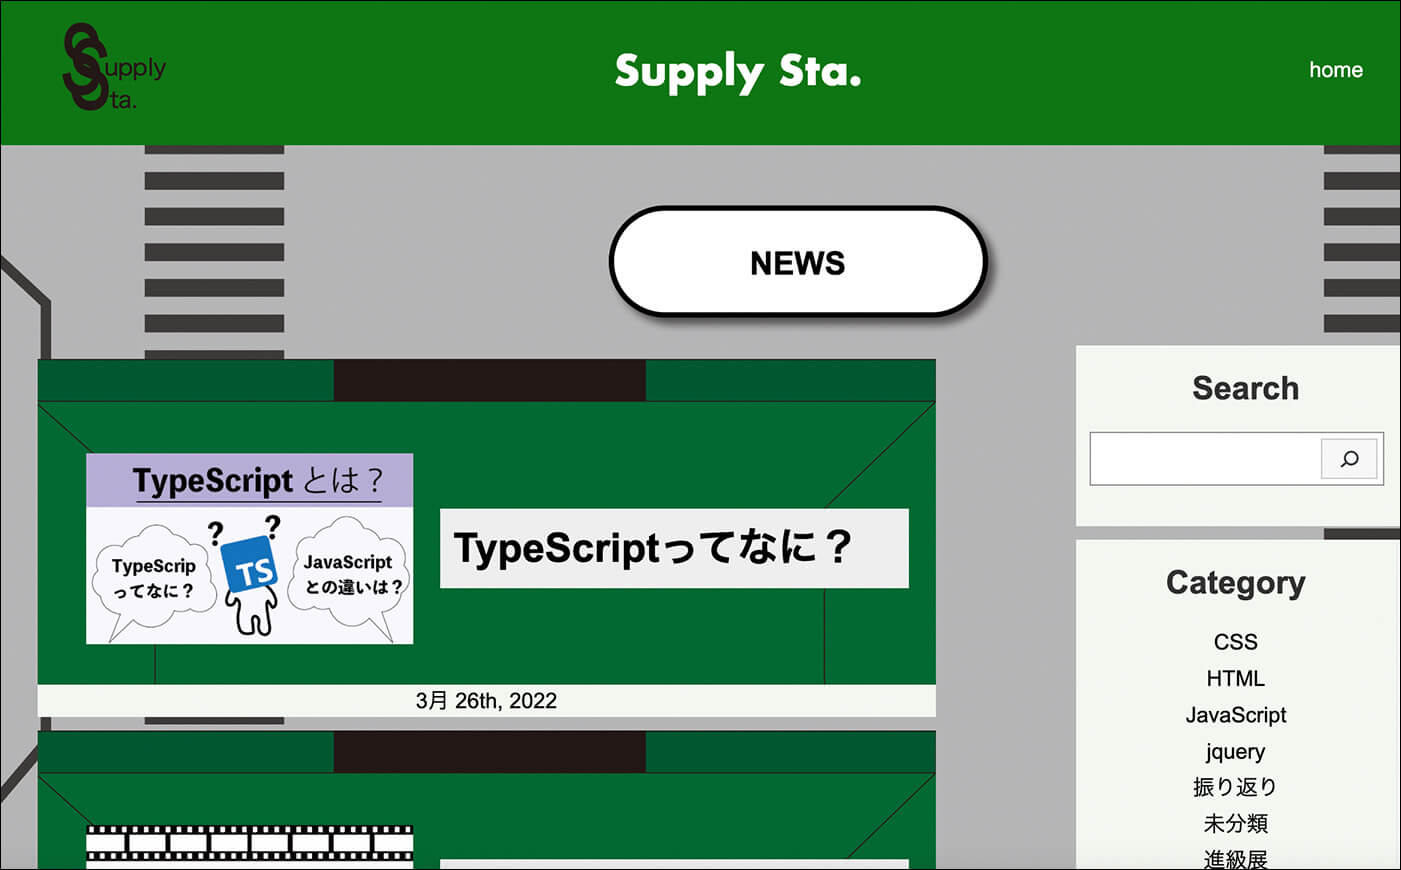 Supply
Sta.
Supply Sta.
home
NEWS
TypeScript とは？
TypeScrip
ってなに？
? ?
TS
JavaScript
との違いは？
TypeScriptってなに？
3月 26th, 2022
Search
Category
CSS
HTML
JavaScript
jquery
振り返り
未分類
進級展